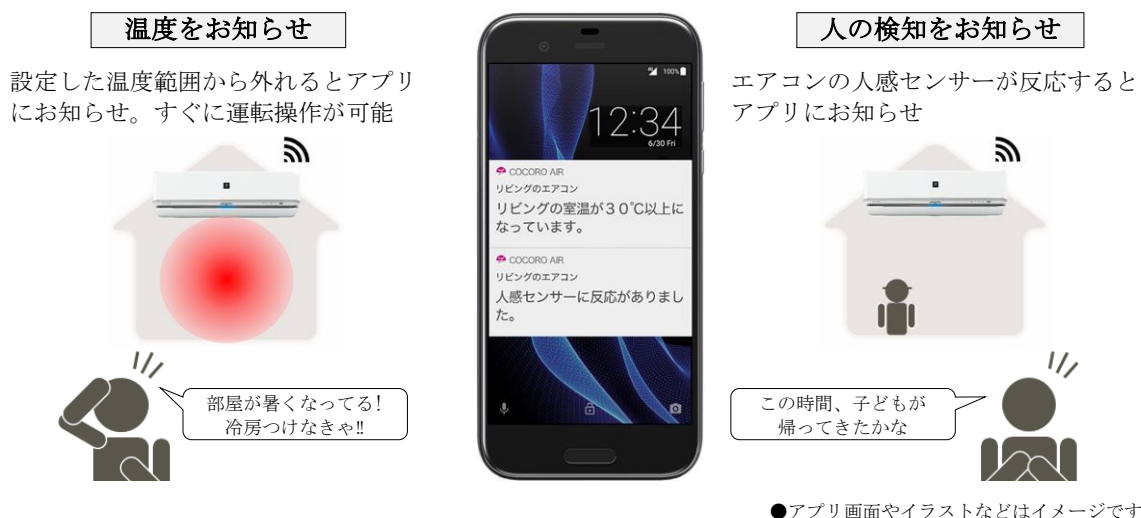 温度をお知らせ
設定した温度範囲から外れるとアプリ
にお知らせ。すぐに運転操作が可能
部屋が暑くなってる!
冷房つけなきゃ!!
100%
12:34
6/30 Fri
COCORO AIR
リビングのエアコン
リビングの室温が30℃以上に
なっています。
COCORO AIR
リビングのエアコン
人感センサーに反応がありまし
た。
人の検知をお知らせ
エアコンの人感センサーが反応すると
アプリにお知らせ
この時間、子どもが
帰ってきたかな
●アプリ画面やイラストなどはイメージです